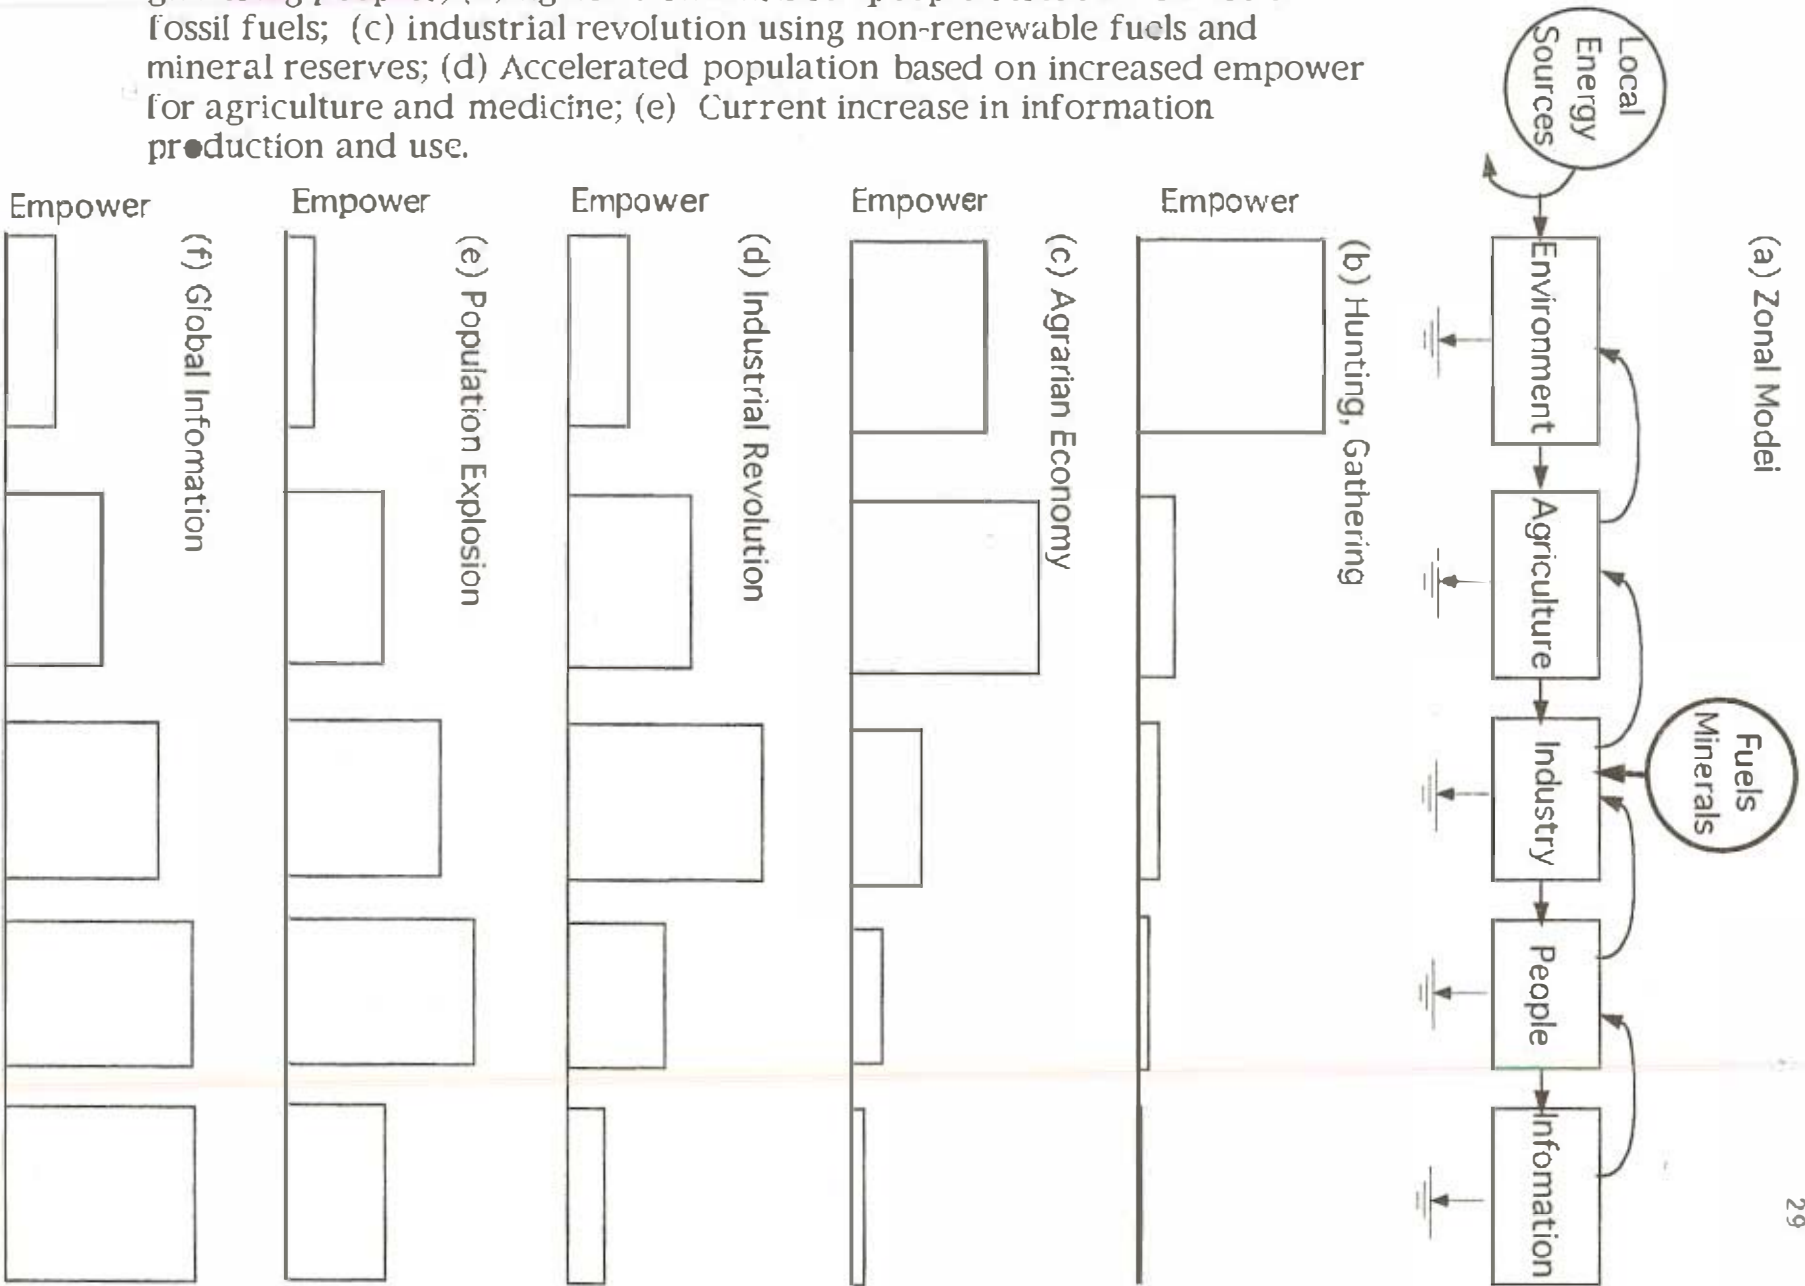 fossil fuels; (c) industrial revolution using non-renewable fuels and
mineral reserves; (d) Accelerated population based on increased empower
for agriculture and medicine; (e) Current increase in information
production and use.
29
(a) Zonal Model
Local
Energy
Sources
Fuels
Minerals
Environment
Agriculture
Industry
People
Infomation
(b) Hunting, Gathering
Empower
(c) Agrarian Economy
Empower
(d) Industrial Revolution
Empower
(e) Population Explosion
Empower
(f) Global Infomation
Empower